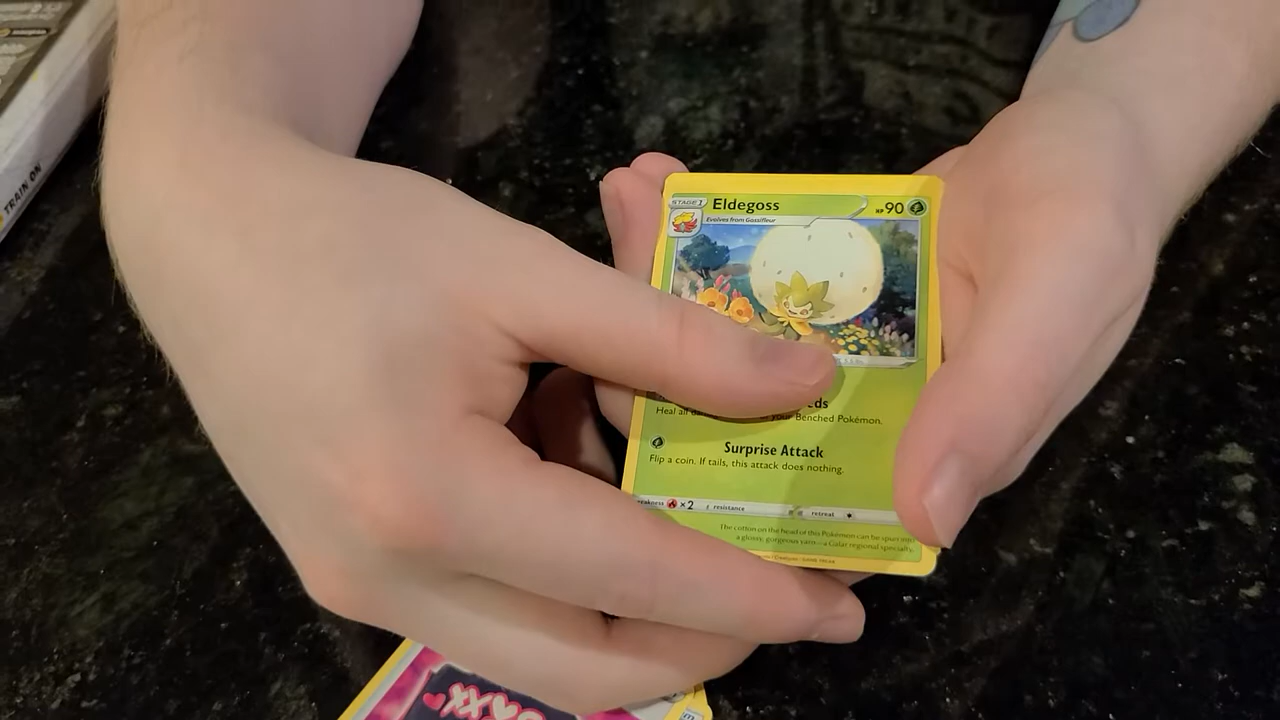 TRAIN ON
STAGE 1
Eldegoss
HP 90
Evolves from Gossifleur
eds
Heal all da your Benched Pokémon.
Surprise Attack
Flip a coin. If tails, this attack does nothing.
weakness ×2 resistance retreat
The cotton on the head of this Pokémon can be spun into
a glossy, gorgeous yarn—a Galar regional specialty.